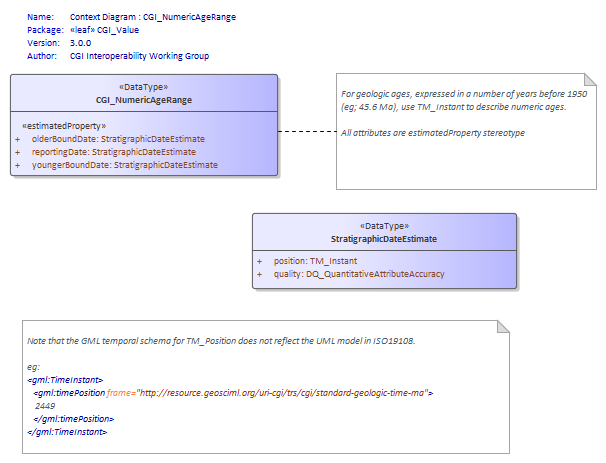 Name: Context Diagram : CGI_NumericAgeRange
Package: «leaf» CGI_Value
Version: 3.0.0
Author: CGI Interoperability Working Group
«DataType»
CGI_NumericAgeRange
«estimatedProperty»
+ olderBoundDate: StratigraphicDateEstimate
+ reportingDate: StratigraphicDateEstimate
+ youngerBoundDate: StratigraphicDateEstimate
For geologic ages, expressed in a number of years before 1950
(eg; 45.6 Ma), use TM_Instant to describe numeric ages.
All attributes are estimatedProperty stereotype
«DataType»
StratigraphicDateEstimate
+ position: TM_Instant
+ quality: DQ_QuantitativeAttributeAccuracy
Note that the GML temporal schema for TM_Position does not reflect the UML model in ISO19108.
eg:
<gml:TimeInstant>
<gml:timePosition frame="http://resource.geosciml.org/uri-cgi/trs/cgi/standard-geologic-time-ma">
2449
</gml:timePosition>
</gml:TimeInstant>